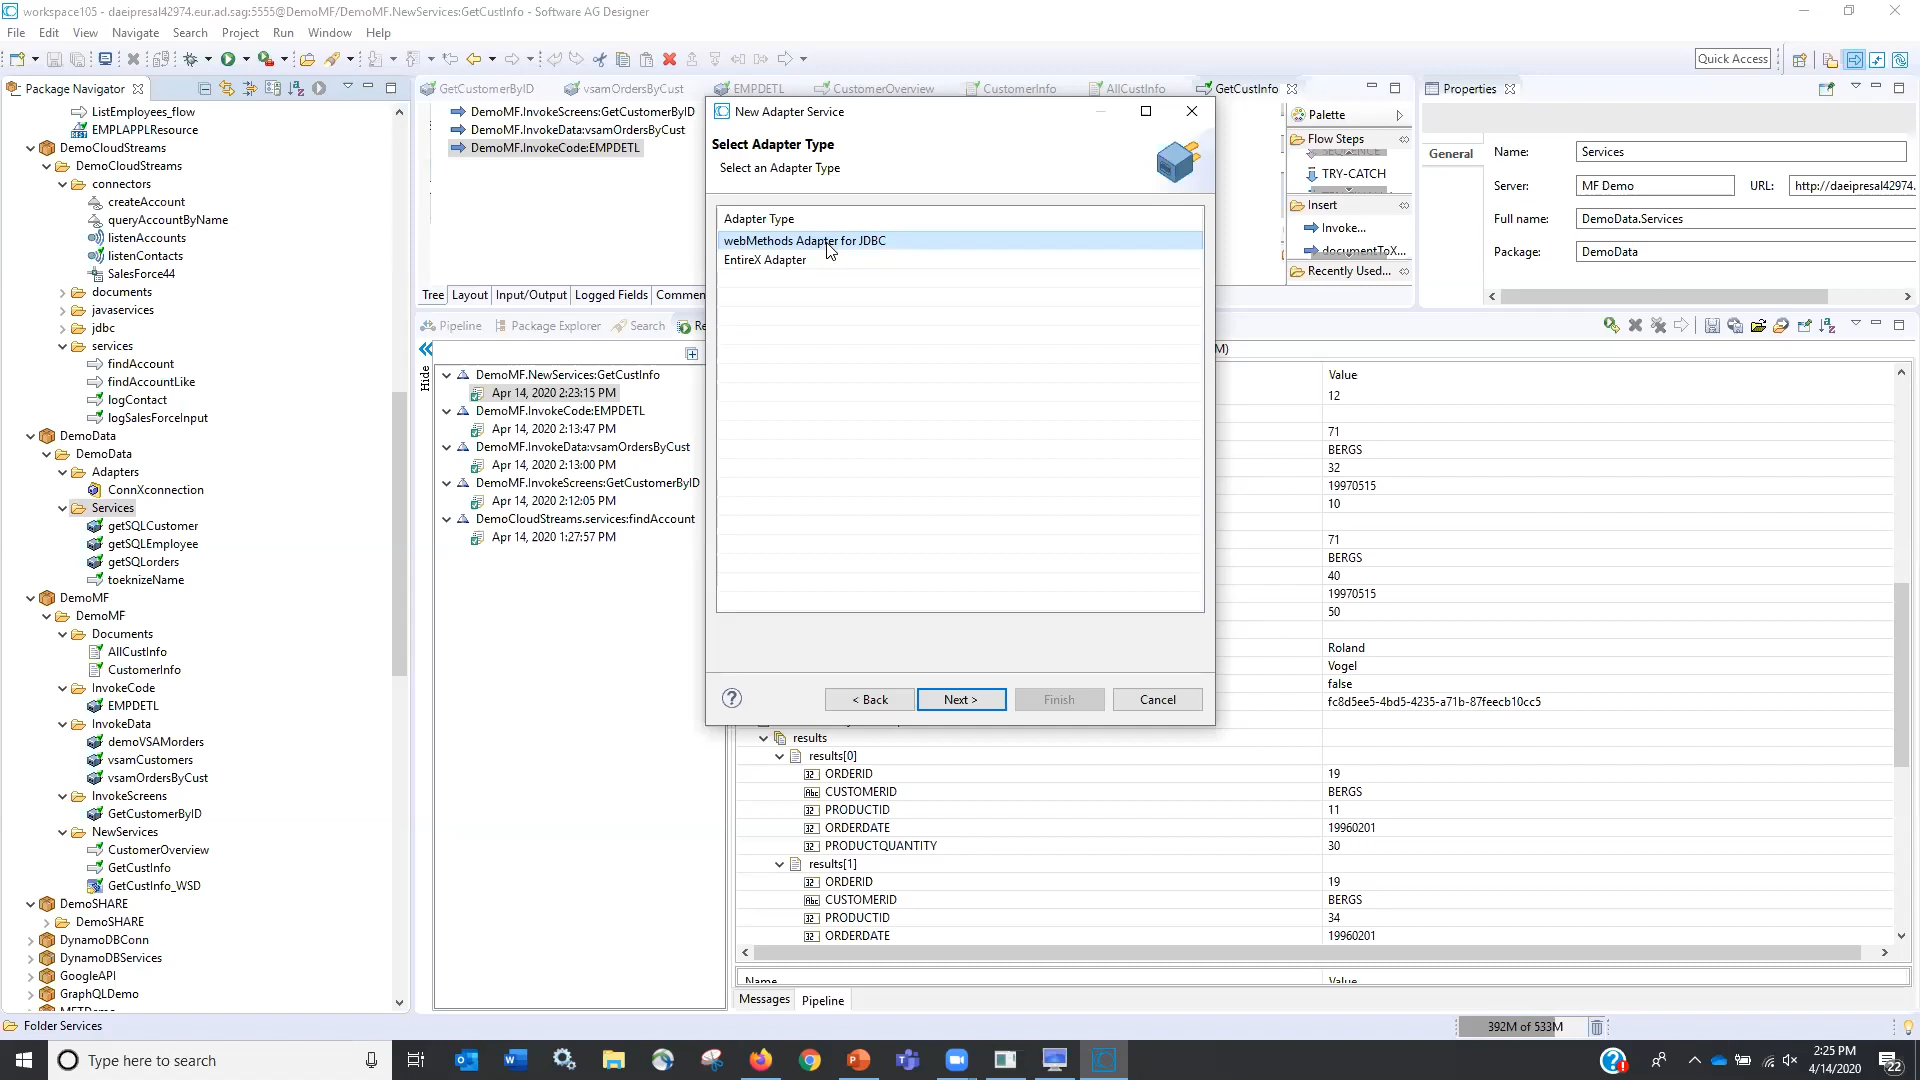 workspace105 - daeipresal42974.eur.ad.sag:5555@DemoMF/DemoMF.NewServices:GetCustInfo - Software AG Designer
File Edit View Navigate Search Project Run Window Help
Quick Access
Package Navigator
ListEmployees_flow
EMPLAPPLResource
DemoCloudStreams
DemoCloudStreams
connectors
createAccount
queryAccountByName
listenAccounts
listenContacts
SalesForce44
documents
javaservices
jdbc
services
findAccount
findAccountLike
logContact
logSalesForceInput
DemoData
DemoData
Adapters
ConnXconnection
Services
getSQLCustomer
getSQLEmployee
getSQLorders
toeknizeName
DemoMF
DemoMF
Documents
AllCustInfo
CustomerInfo
InvokeCode
EMPDETL
InvokeData
demoVSAMorders
vsamCustomers
vsamOrdersByCust
InvokeScreens
GetCustomerByID
NewServices
CustomerOverview
GetCustInfo
GetCustInfo_WSD
DemoSHARE
DemoSHARE
DynamoDBConn
DynamoDBServices
GoogleAPI
GraphQLDemo
Folder Services
GetCustomerByID vsamOrdersByCust EMPDETL CustomerOverview CustomerInfo AllCustInfo GetCustInfo
DemoMF.InvokeScreens:GetCustomerByID
DemoMF.InvokeData:vsamOrdersByCust
DemoMF.InvokeCode:EMPDETL
Tree Layout Input/Output Logged Fields Commen
Pipeline Package Explorer Search Re
Hide
DemoMF.NewServices:GetCustInfo
Apr 14, 2020 2:23:15 PM
DemoMF.InvokeCode:EMPDETL
Apr 14, 2020 2:13:47 PM
DemoMF.InvokeData:vsamOrdersByCust
Apr 14, 2020 2:13:00 PM
DemoMF.InvokeScreens:GetCustomerByID
Apr 14, 2020 2:12:05 PM
DemoCloudStreams.services:findAccount
Apr 14, 2020 1:27:57 PM
New Adapter Service
Select Adapter Type
Select an Adapter Type
Adapter Type
webMethods Adapter for JDBC
EntireX Adapter
?
< Back Next > Finish Cancel
Palette
Flow Steps
SEQUENCE
TRY-CATCH
Insert
Invoke...
documentToX...
Recently Used...
Properties
General
Name: Services
Server: MF Demo URL: http://daeipresal42974.
Full name: DemoData.Services
Package: DemoData
M)
Value
12
71
BERGS
32
19970515
10
71
BERGS
40
19970515
50
Roland
Vogel
false
fc8d5ee5-4bd5-4235-a71b-87feecb10cc5
results
results[0]
ORDERID 19
CUSTOMERID BERGS
PRODUCTID 11
ORDERDATE 19960201
PRODUCTQUANTITY 30
results[1]
ORDERID 19
CUSTOMERID BERGS
PRODUCTID 34
ORDERDATE 19960201
Name Value
Messages Pipeline
392M of 533M
Type here to search
2:25 PM
4/14/2020
22